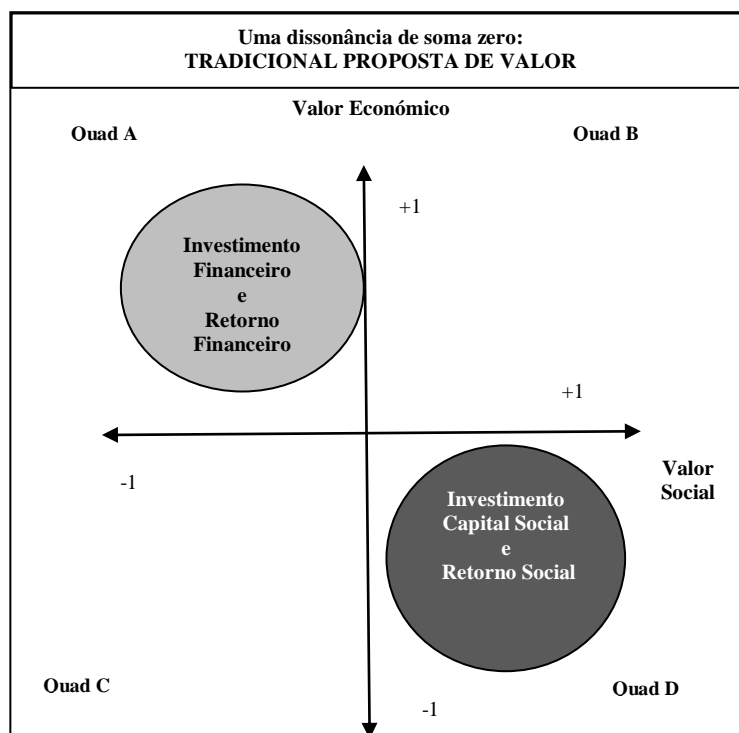 Uma dissonância de soma zero:
TRADICIONAL PROPOSTA DE VALOR
Valor Económico
Ouad A
Ouad B
+1
Investimento
Financeiro
e
Retorno
Financeiro
+1
-1
Valor
Social
Investimento
Capital Social
e
Retorno Social
Ouad C
Ouad D
-1